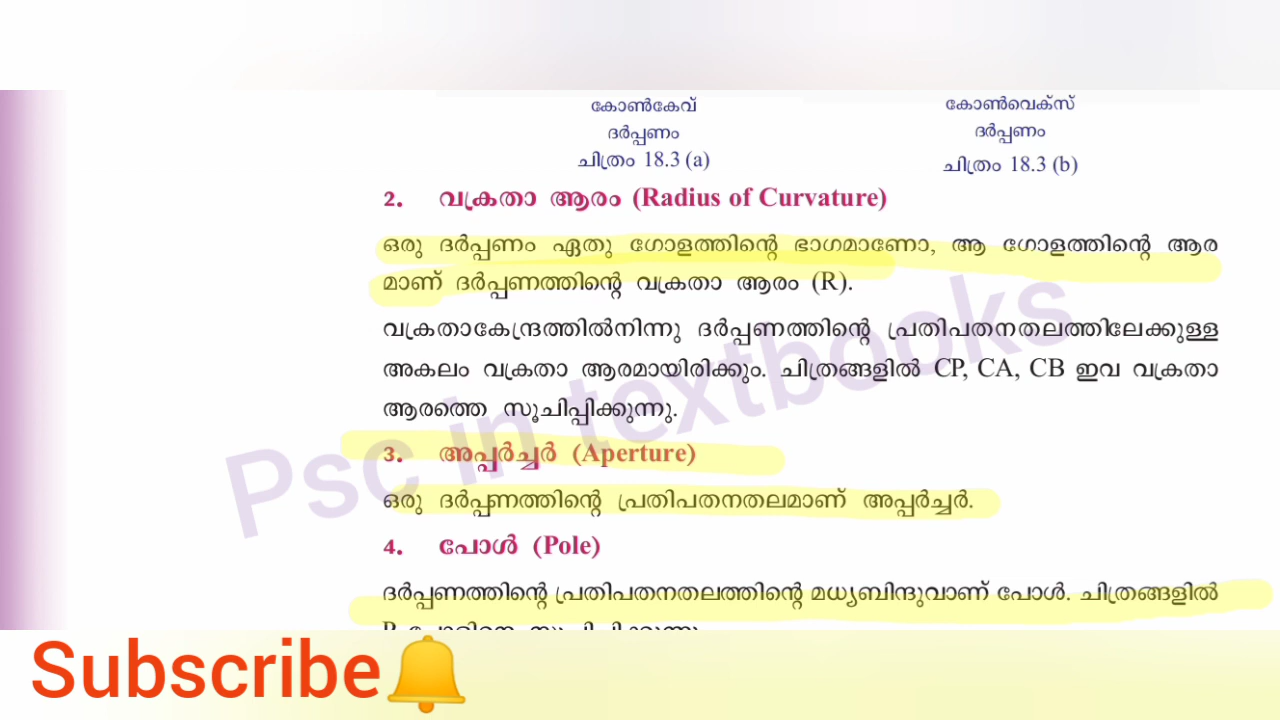 കോൺകേവ്
ദർപ്പണം
ചിത്രം 18.3 (a)
കോൺവെക്സ്
ദർപ്പണം
ചിത്രം 18.3 (b)
2. വക്രതാ ആരം (Radius of Curvature)
ഒരു ദർപ്പണം ഏതു ഗോളത്തിന്റെ ഭാഗമാണോ, ആ ഗോളത്തിന്റെ ആര
മാണ് ദർപ്പണത്തിന്റെ വക്രതാ ആരം (R).
വക്രതാകേന്ദ്രത്തിൽനിന്നു ദർപ്പണത്തിന്റെ പ്രതിപതനതലത്തിലേക്കുള്ള
അകലം വക്രതാ ആരമായിരിക്കും. ചിത്രങ്ങളിൽ CP, CA, CB ഇവ വക്രതാ
ആരത്തെ സൂചിപ്പിക്കുന്നു.
3. അപ്പർച്ചർ (Aperture)
ഒരു ദർപ്പണത്തിന്റെ പ്രതിപതനതലമാണ് അപ്പർച്ചർ.
4. പോൾ (Pole)
ദർപ്പണത്തിന്റെ പ്രതിപതനതലത്തിന്റെ മധ്യബിന്ദുവാണ് പോൾ. ചിത്രങ്ങളിൽ
Psc in textbooks
Subscribe